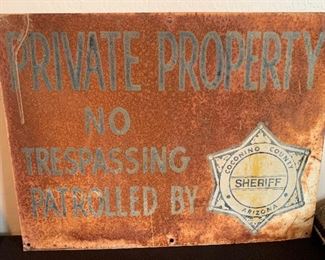 PRIVATE PROPERTY
NO
TRESPASSING
PATROLLED BY
COCONINO COUNTY
SHERIFF
ARIZONA